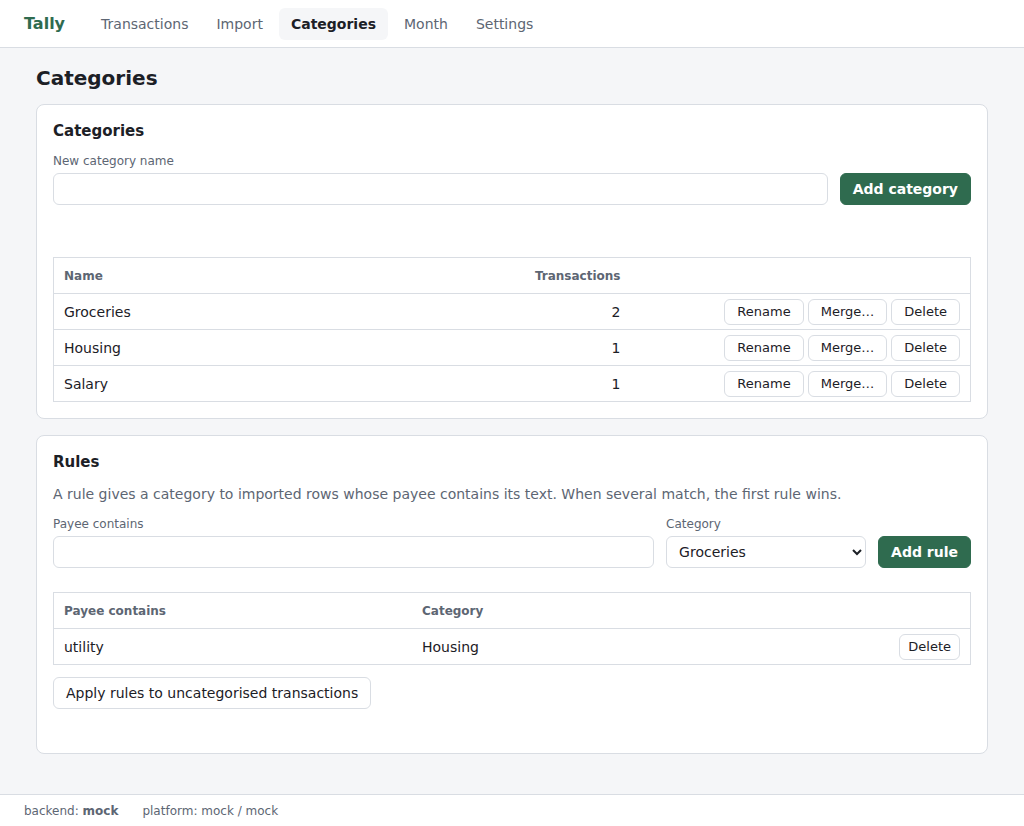 Tally Transactions Import Categories Month Settings
Categories
Categories
New category name
Add category
Name Transactions
Groceries 2 Rename Merge… Delete
Housing 1 Rename Merge… Delete
Salary 1 Rename Merge… Delete
Rules
A rule gives a category to imported rows whose payee contains its text. When several match, the first rule wins.
Payee contains Category
Groceries Add rule
Payee contains Category
utility Housing Delete
Apply rules to uncategorised transactions
backend: mock platform: mock / mock